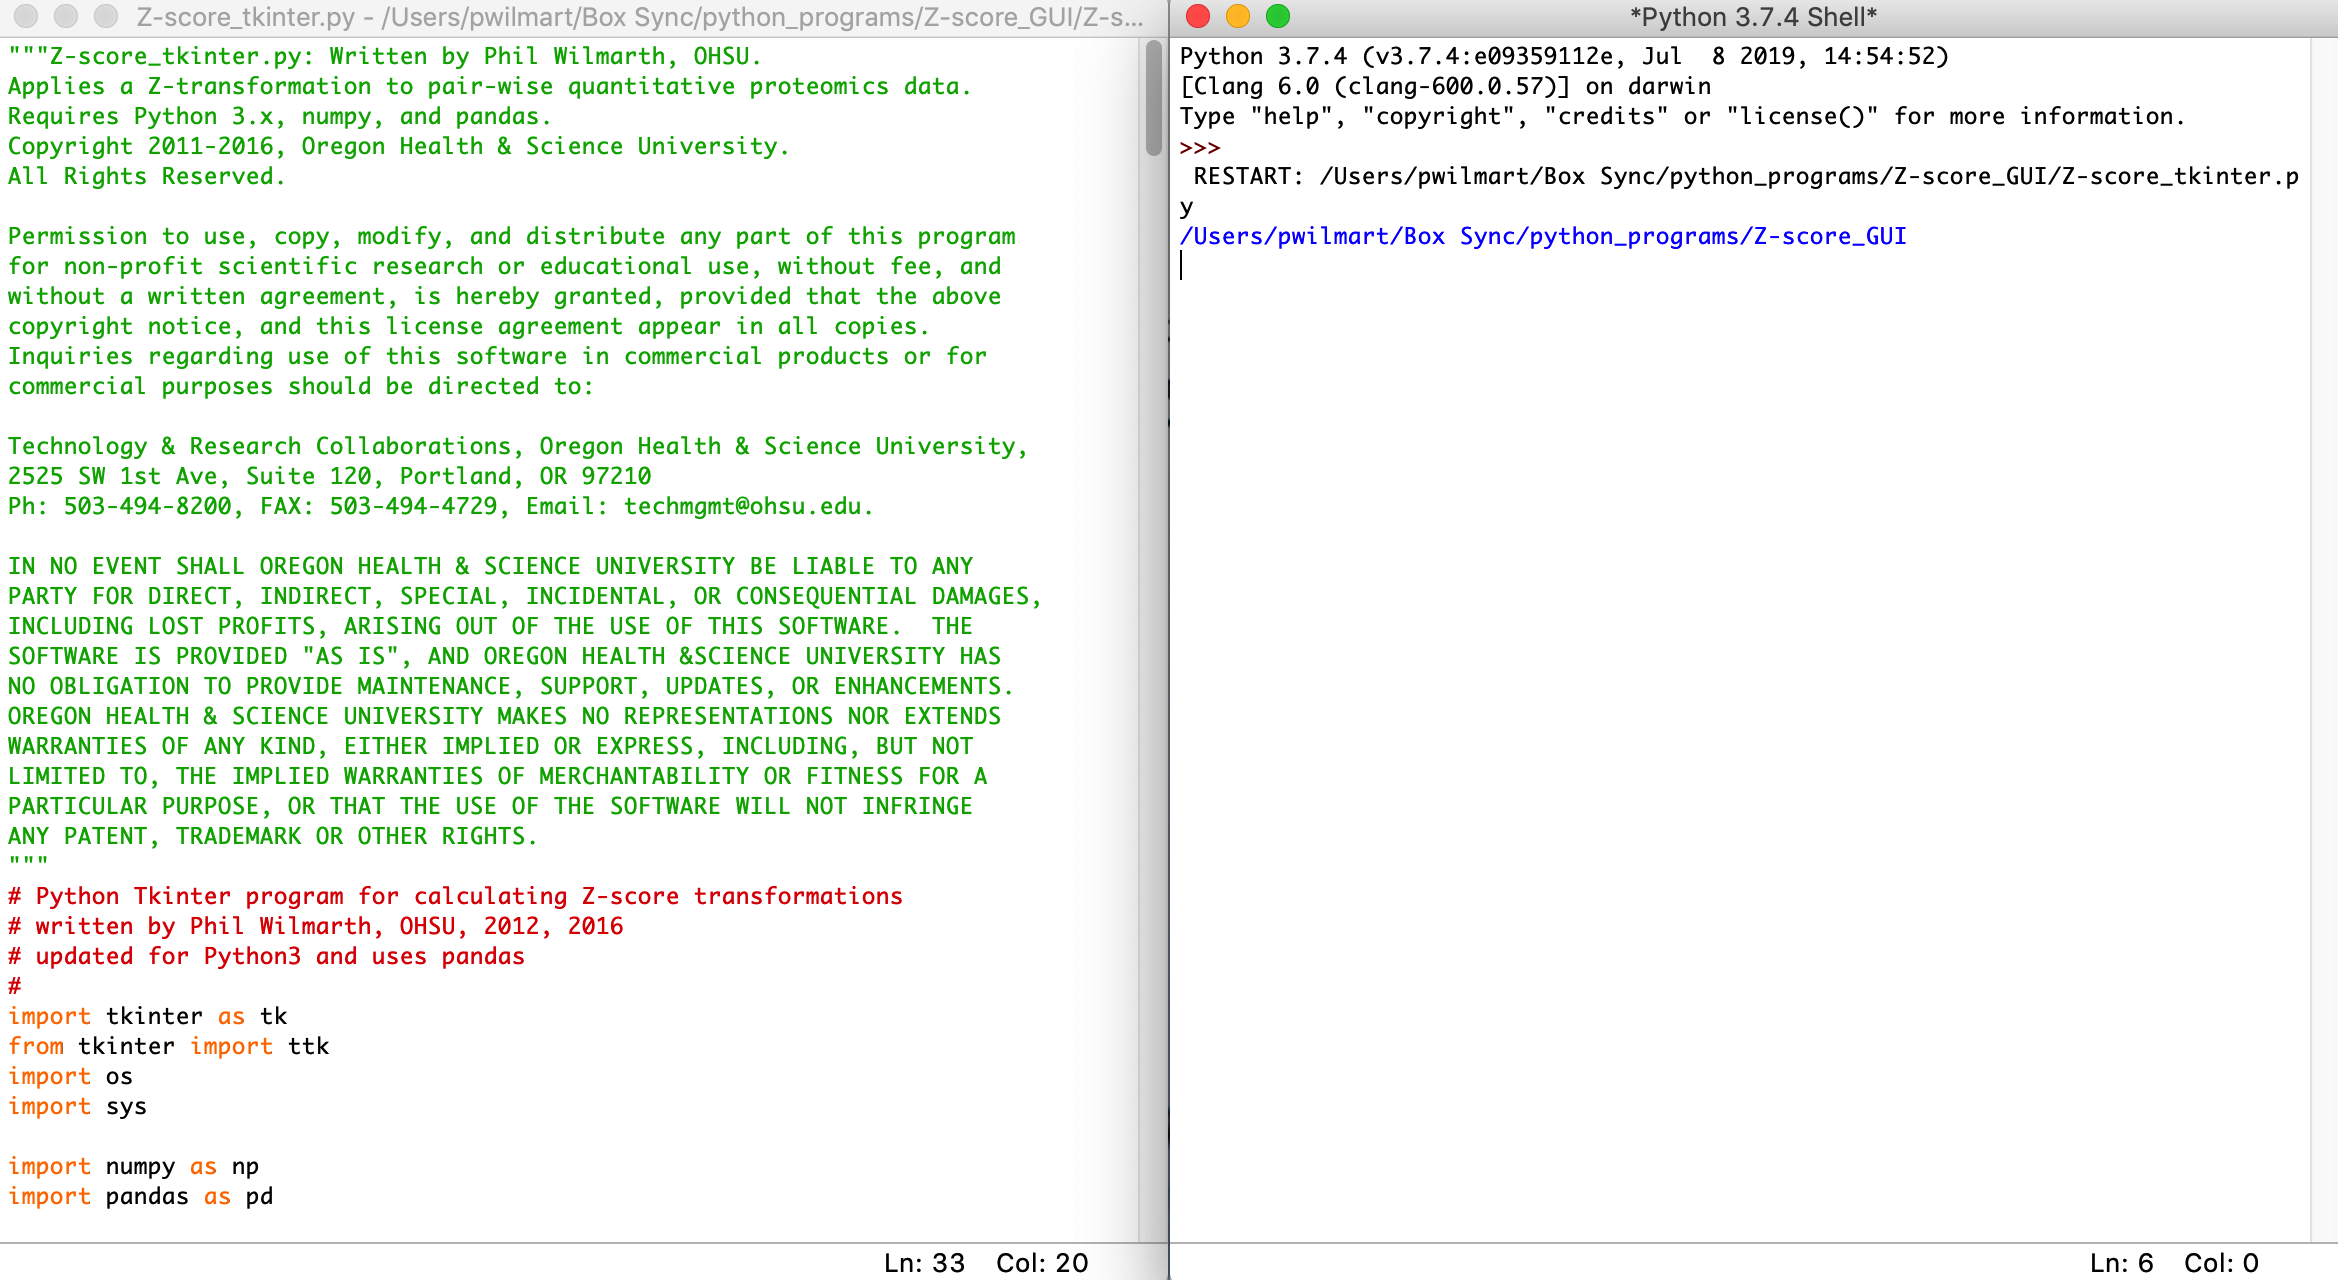 Z-score_tkinter.py - /Users/pwilmart/Box Sync/python_programs/Z-score_GUI/Z-s...
"""Z-score_tkinter.py: Written by Phil Wilmarth, OHSU.
Applies a Z-transformation to pair-wise quantitative proteomics data.
Requires Python 3.x, numpy, and pandas.
Copyright 2011-2016, Oregon Health & Science University.
All Rights Reserved.
Permission to use, copy, modify, and distribute any part of this program
for non-profit scientific research or educational use, without fee, and
without a written agreement, is hereby granted, provided that the above
copyright notice, and this license agreement appear in all copies.
Inquiries regarding use of this software in commercial products or for
commercial purposes should be directed to:
Technology & Research Collaborations, Oregon Health & Science University,
2525 SW 1st Ave, Suite 120, Portland, OR 97210
Ph: 503-494-8200, FAX: 503-494-4729, Email: techmgmt@ohsu.edu.
IN NO EVENT SHALL OREGON HEALTH & SCIENCE UNIVERSITY BE LIABLE TO ANY
PARTY FOR DIRECT, INDIRECT, SPECIAL, INCIDENTAL, OR CONSEQUENTIAL DAMAGES,
INCLUDING LOST PROFITS, ARISING OUT OF THE USE OF THIS SOFTWARE.  THE
SOFTWARE IS PROVIDED "AS IS", AND OREGON HEALTH &SCIENCE UNIVERSITY HAS
NO OBLIGATION TO PROVIDE MAINTENANCE, SUPPORT, UPDATES, OR ENHANCEMENTS.
OREGON HEALTH & SCIENCE UNIVERSITY MAKES NO REPRESENTATIONS NOR EXTENDS
WARRANTIES OF ANY KIND, EITHER IMPLIED OR EXPRESS, INCLUDING, BUT NOT
LIMITED TO, THE IMPLIED WARRANTIES OF MERCHANTABILITY OR FITNESS FOR A
PARTICULAR PURPOSE, OR THAT THE USE OF THE SOFTWARE WILL NOT INFRINGE
ANY PATENT, TRADEMARK OR OTHER RIGHTS.
"""
# Python Tkinter program for calculating Z-score transformations
# written by Phil Wilmarth, OHSU, 2012, 2016
# updated for Python3 and uses pandas
#
import tkinter as tk
from tkinter import ttk
import os
import sys
import numpy as np
import pandas as pd
Ln: 33 Col: 20
*Python 3.7.4 Shell*
Python 3.7.4 (v3.7.4:e09359112e, Jul  8 2019, 14:54:52)
[Clang 6.0 (clang-600.0.57)] on darwin
Type "help", "copyright", "credits" or "license()" for more information.
>>>
 RESTART: /Users/pwilmart/Box Sync/python_programs/Z-score_GUI/Z-score_tkinter.p
y
/Users/pwilmart/Box Sync/python_programs/Z-score_GUI
Ln: 6 Col: 0